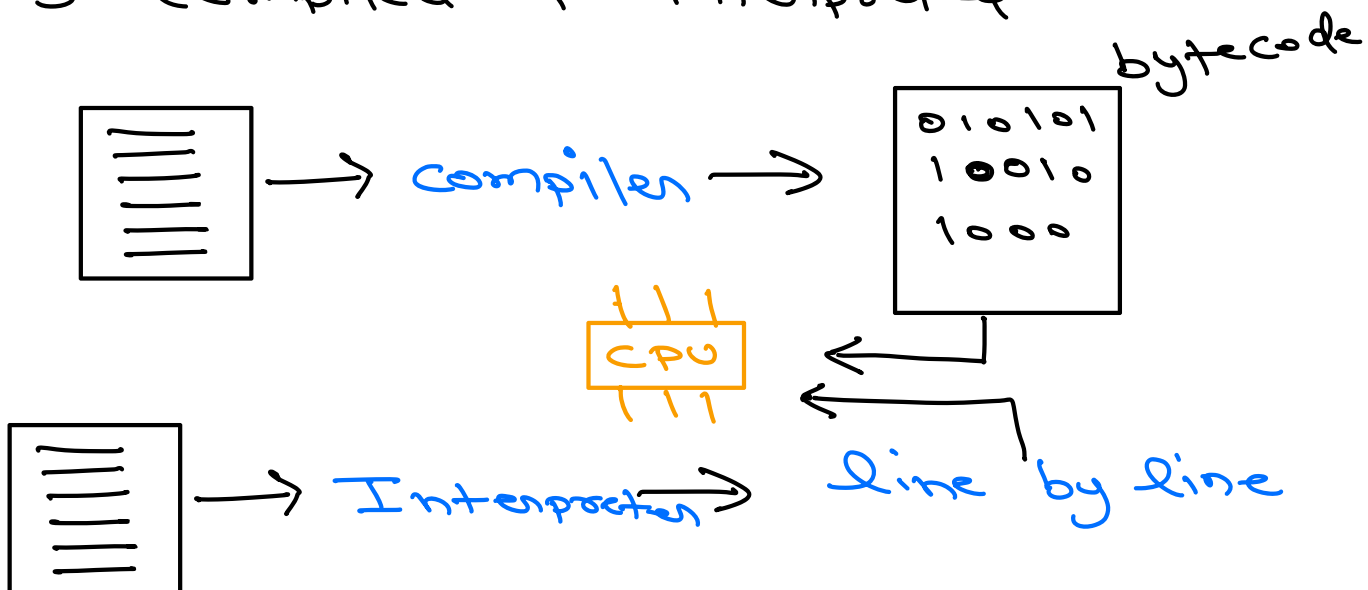 bytecode
010101
compiler
10010
1000
CPU
Interpreter
line by line